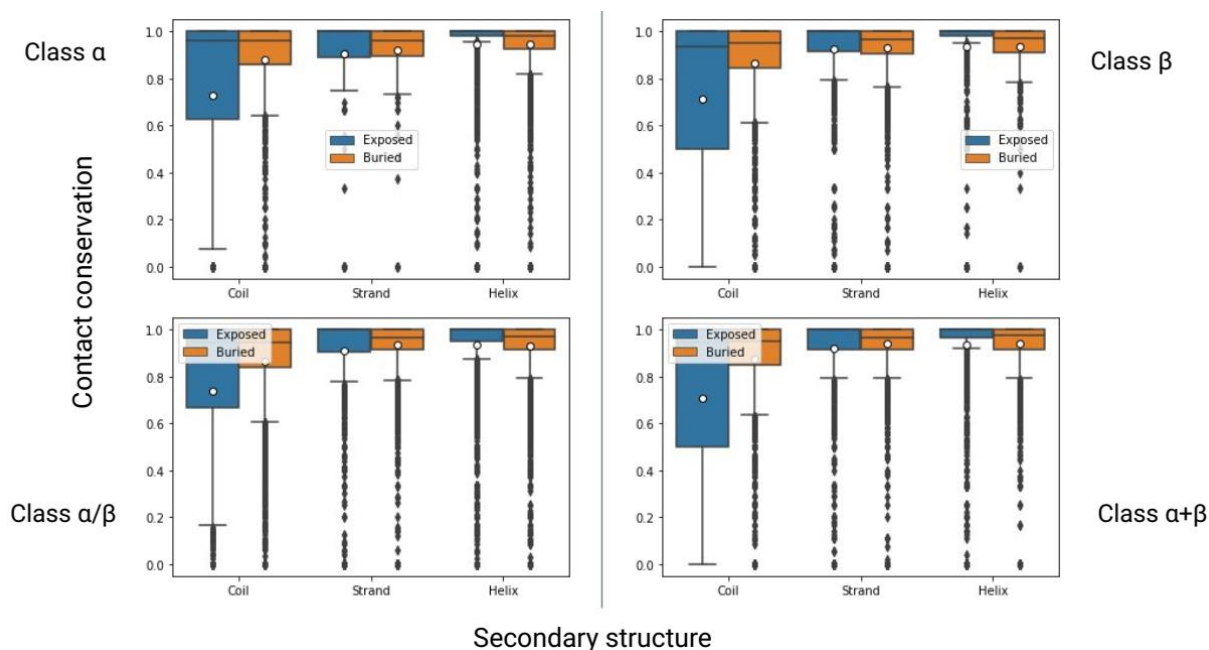 Class α
1.0
0.8
0.6
0.4
0.2
0.0
Exposed
Buried
Coil
Strand
Helix
Class β
1.0
0.8
0.6
0.4
0.2
0.0
Exposed
Buried
Coil
Strand
Helix
Contact conservation
Class α/β
1.0
0.8
0.6
0.4
0.2
0.0
Exposed
Buried
Coil
Strand
Helix
Class α+β
1.0
0.8
0.6
0.4
0.2
0.0
Exposed
Buried
Coil
Strand
Helix
Secondary structure